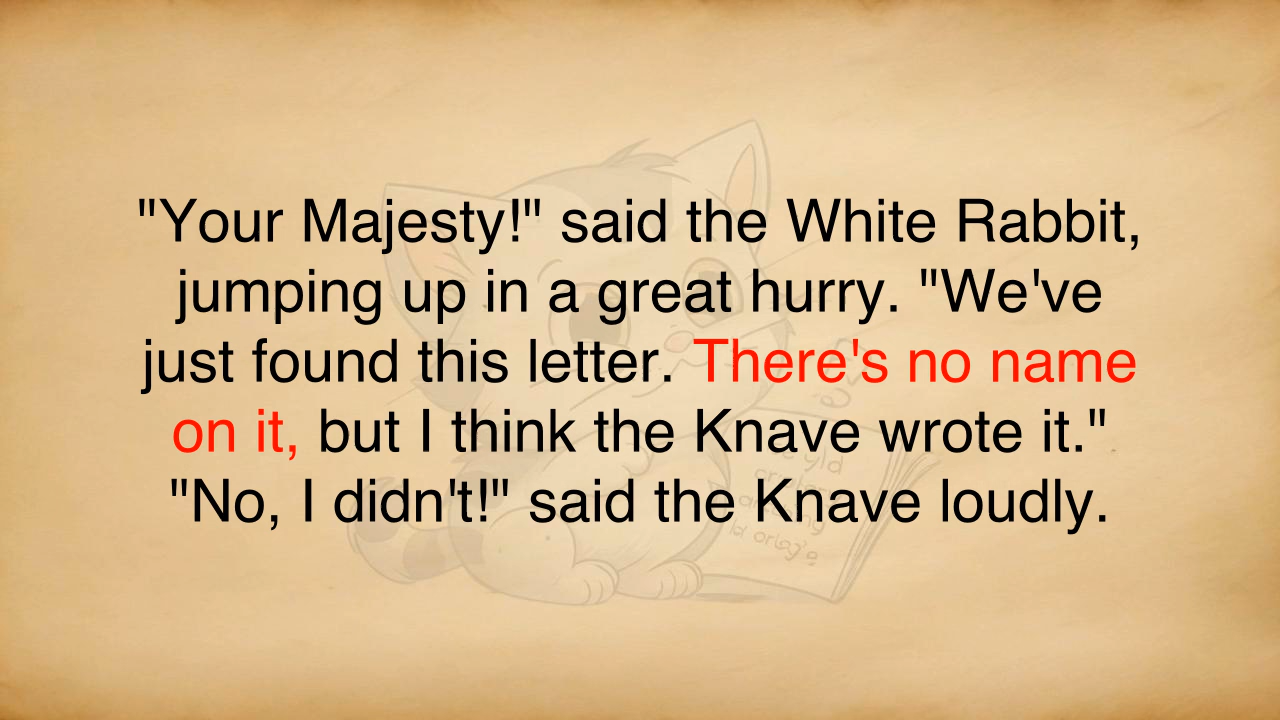 "Your Majesty!" said the White Rabbit,
jumping up in a great hurry. "We've
just found this letter. There's no name
on it, but I think the Knave wrote it."
"No, I didn't!" said the Knave loudly.